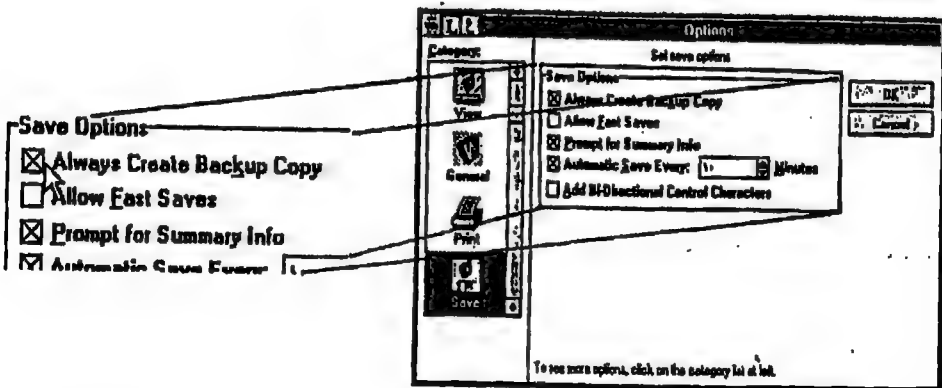 Save Options
Always Create Backup Copy
Allow Fast Saves
Prompt for Summary Info
Automatic Save Every:
Options
Category:
View
General
Print
Save
Set save options
Save Options
Always Create Backup Copy
Allow Fast Saves
Prompt for Summary Info
Automatic Save Every: Minutes
Add Bi-Directional Control Characters
OK
Cancel
To see more options, click on the category list at left.